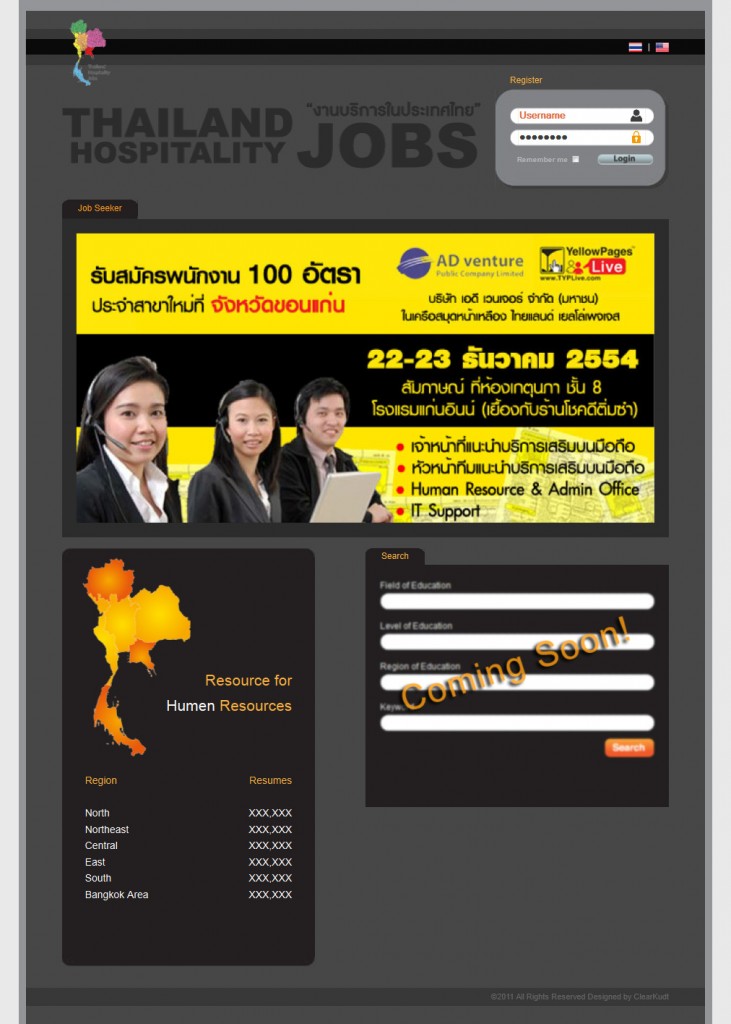 Thailand
Hospitality
Jobs
|
Register
THAILAND
HOSPITALITY
"งานบริการในประเทศไทย"
JOBS
Username
Remember me
Login
Job Seeker
รับสมัครพนักงาน 100 อัตรา
ประจำสาขาใหม่ที่ จังหวัดขอนแก่น
AD venture
Public Company Limited
YellowPages
Live
www.TYPLive.com
บริษัท เอดี เวนเจอร์ จำกัด (มหาชน)
ในเครือสมุดหน้าเหลือง ไทยแลนด์ เยลโล่เพจเจส
22-23 ธันวาคม 2554
สัมภาษณ์ ที่ห้องเกตุนภา ชั้น 8
โรงแรมแก่นอินน์ (เยื้องกับร้านโชคดีติ่มซำ)
• เจ้าหน้าที่แนะนำบริการเสริมบนมือถือ
• หัวหน้าทีมแนะนำบริการเสริมบนมือถือ
• Human Resource & Admin Office
• IT Support
Resource for
Humen Resources
Region Resumes
North XXX,XXX
Northeast XXX,XXX
Central XXX,XXX
East XXX,XXX
South XXX,XXX
Bangkok Area XXX,XXX
Search
Field of Education
Level of Education
Region of Education
Coming Soon!
Search
©2011 All Rights Reserved Designed by